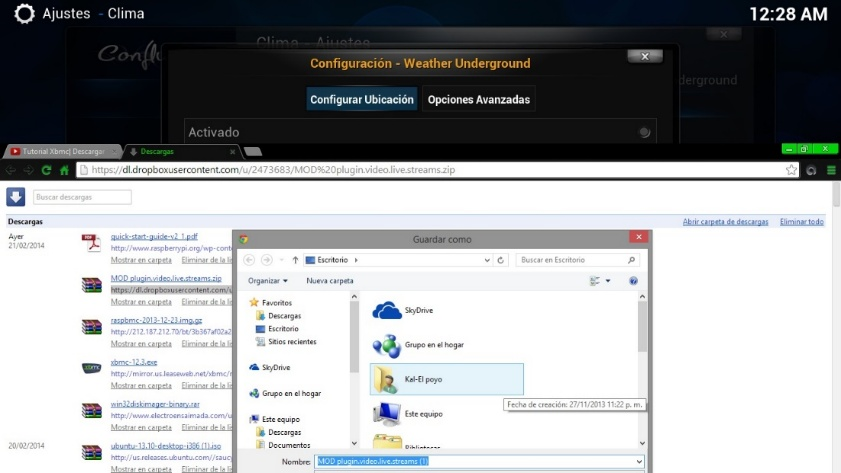 Ajustes - Clima
12:28 AM
Clima - Ajustes
Configuración - Weather Underground
Configurar Ubicación
Opciones Avanzadas
Activado
Tutorial Xbmc| Descargar
Descargas
https://dl.dropboxusercontent.com/u/2473683/MOD%20plugin.video.live.streams.zip
Buscar descargas
Descargas
Abrir carpeta de descargas
Eliminar todo
Ayer
21/02/2014
quick-start-guide-v2_1.pdf
http://www.raspberrypi.org/wp-cont
Mostrar en carpeta Eliminar de la li
MOD plugin.video.live.streams.zip
https://dl.dropboxusercontent.com/u
Mostrar en carpeta Eliminar de la li
raspbmc-2013-12-23.img.gz
http://212.187.212.70/bt/3b367af02a2
Mostrar en carpeta Eliminar de la li
xbmc-12.3.exe
http://mirror.us.leaseweb.net/xbmc/r
Mostrar en carpeta Eliminar de la li
win32diskimager-binary.rar
http://www.electroensaimada.com/u
Mostrar en carpeta Eliminar de la li
20/02/2014
ubuntu-13.10-desktop-i386 (1).iso
http://us.releases.ubuntu.com//saucy
Mostrar en carpeta Eliminar de la li
Guardar como
Escritorio
Buscar en Escritorio
Organizar
Nueva carpeta
Favoritos
Descargas
Escritorio
Sitios recientes
SkyDrive
Grupo en el hogar
Este equipo
Descargas
Documentos
SkyDrive
Grupo en el hogar
Kal-El poyo
Este equipo
Bibliotecas
Fecha de creación: 27/11/2013 11:22 p. m.
Nombre:
MOD plugin.video.live.streams (1)